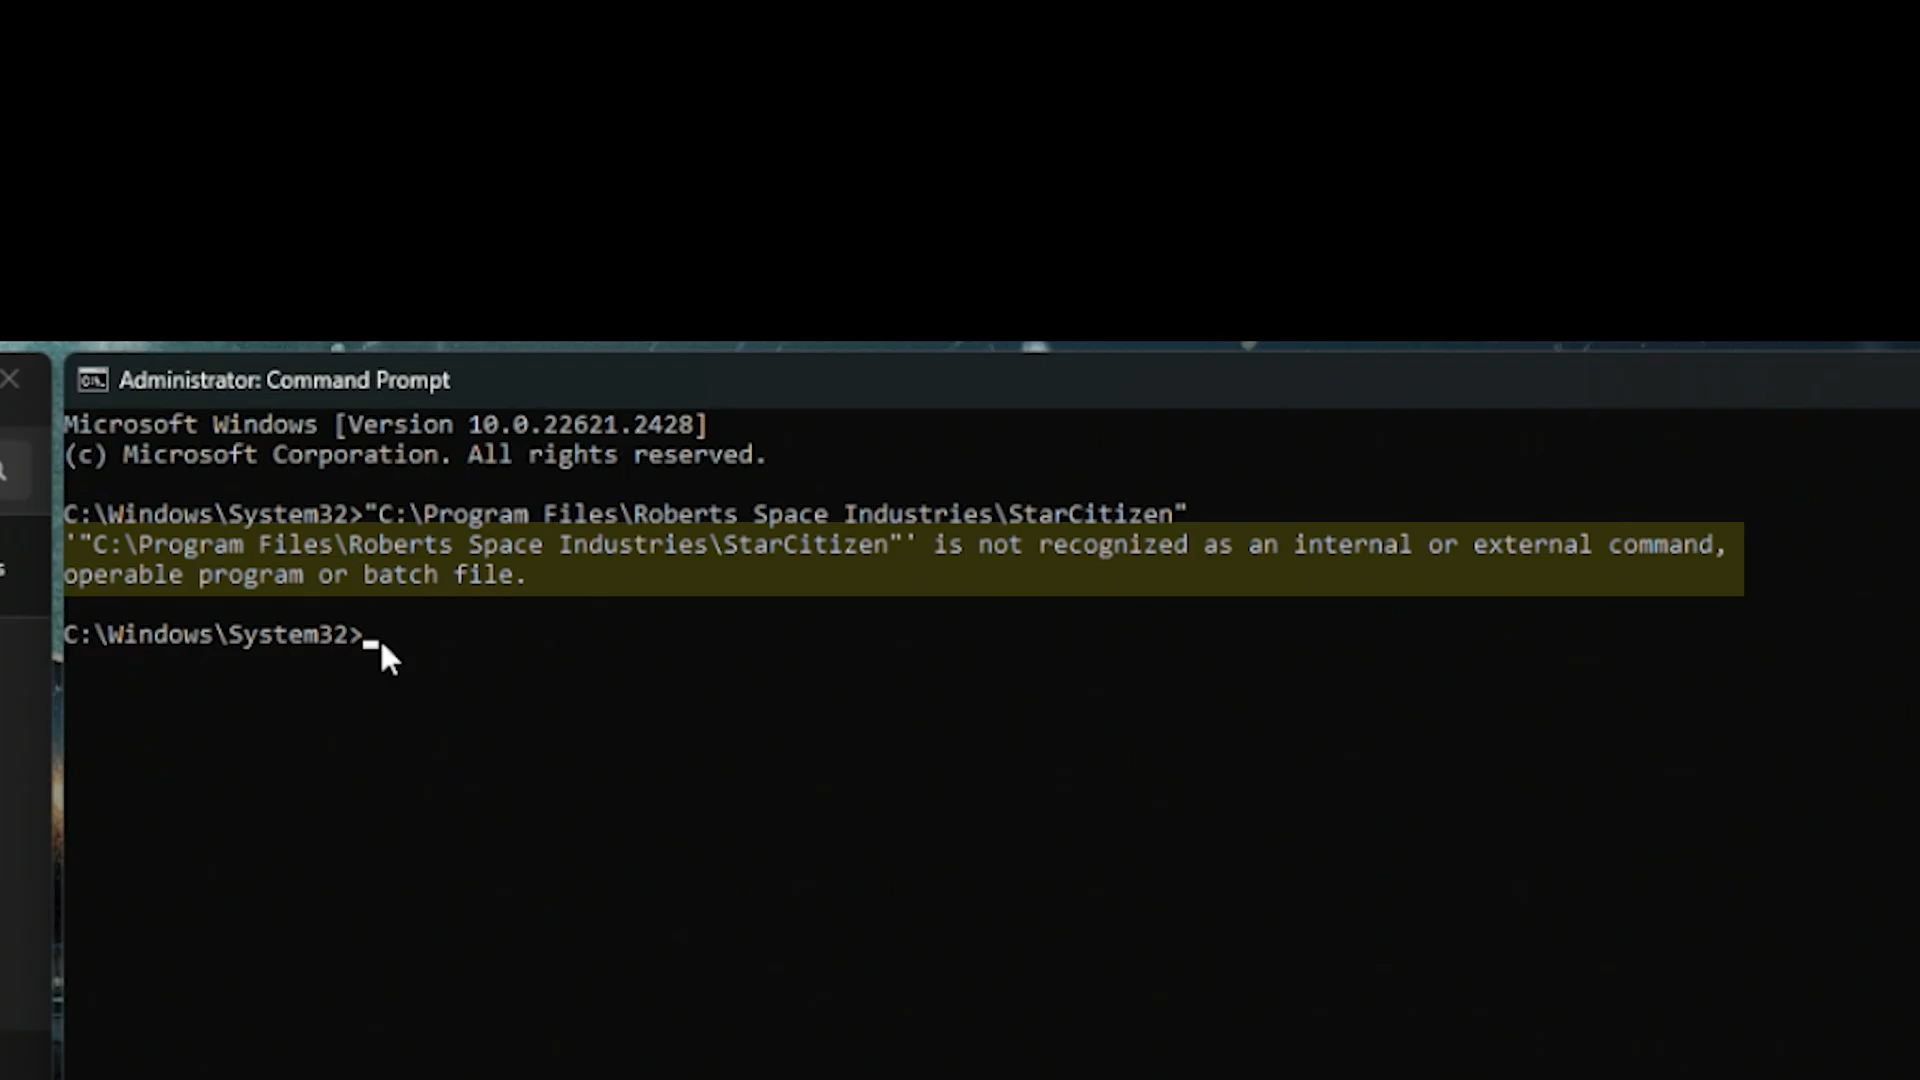 Administrator: Command Prompt
Microsoft Windows [Version 10.0.22621.2428]
(c) Microsoft Corporation. All rights reserved.
C:\Windows\System32>"C:\Program Files\Roberts Space Industries\StarCitizen"
'"C:\Program Files\Roberts Space Industries\StarCitizen"' is not recognized as an internal or external command,
operable program or batch file.
C:\Windows\System32>